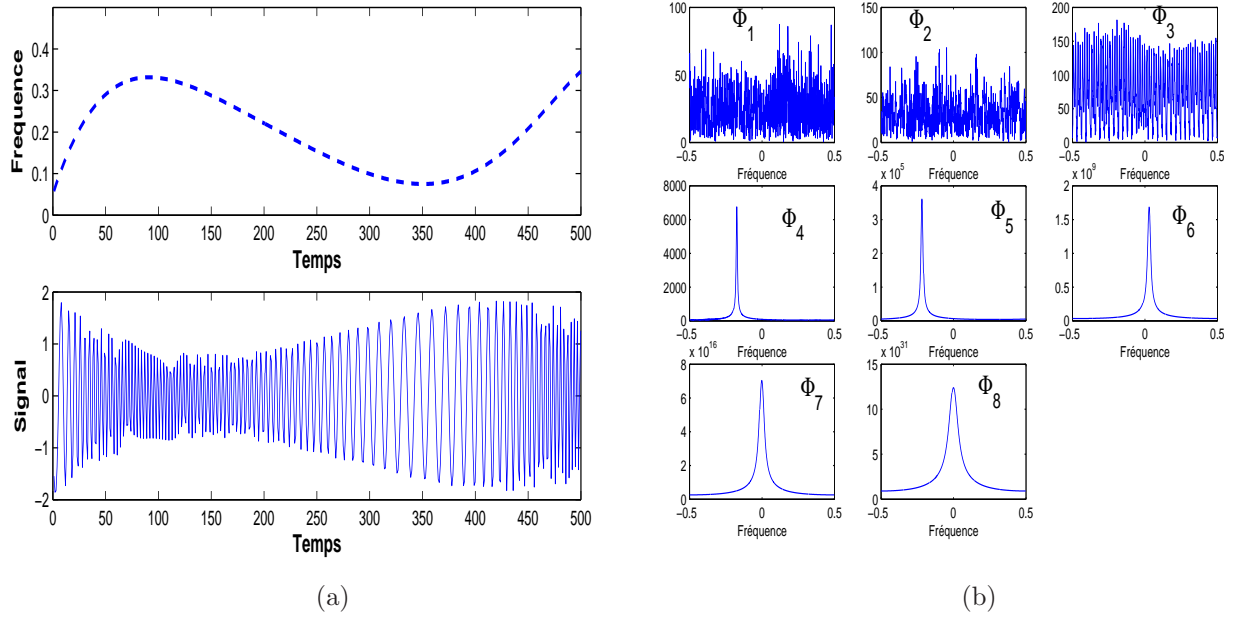 0.4
0.3
0.2
0.1
0
Frequence
0 50 100 150 200 250 300 350 400 450 500
Temps
2
1
0
−1
−2
Signal
0 50 100 150 200 250 300 350 400 450 500
Temps
(a)
100
50
0
Φ1
−0.5 0 0.5
Fréquence
150
100
50
0
Φ2
−0.5 0 0.5
Fréquence
200
150
100
50
0
Φ3
−0.5 0 0.5
Fréquence
8000
6000
4000
2000
0
Φ4
−0.5 0 0.5
Fréquence
x 10^5
4
3
2
1
0
Φ5
−0.5 0 0.5
Fréquence
x 10^9
2
1.5
1
0.5
0
Φ6
−0.5 0 0.5
Fréquence
x 10^16
8
6
4
2
0
Φ7
−0.5 0 0.5
Fréquence
x 10^31
15
10
5
0
Φ8
−0.5 0 0.5
Fréquence
(b)